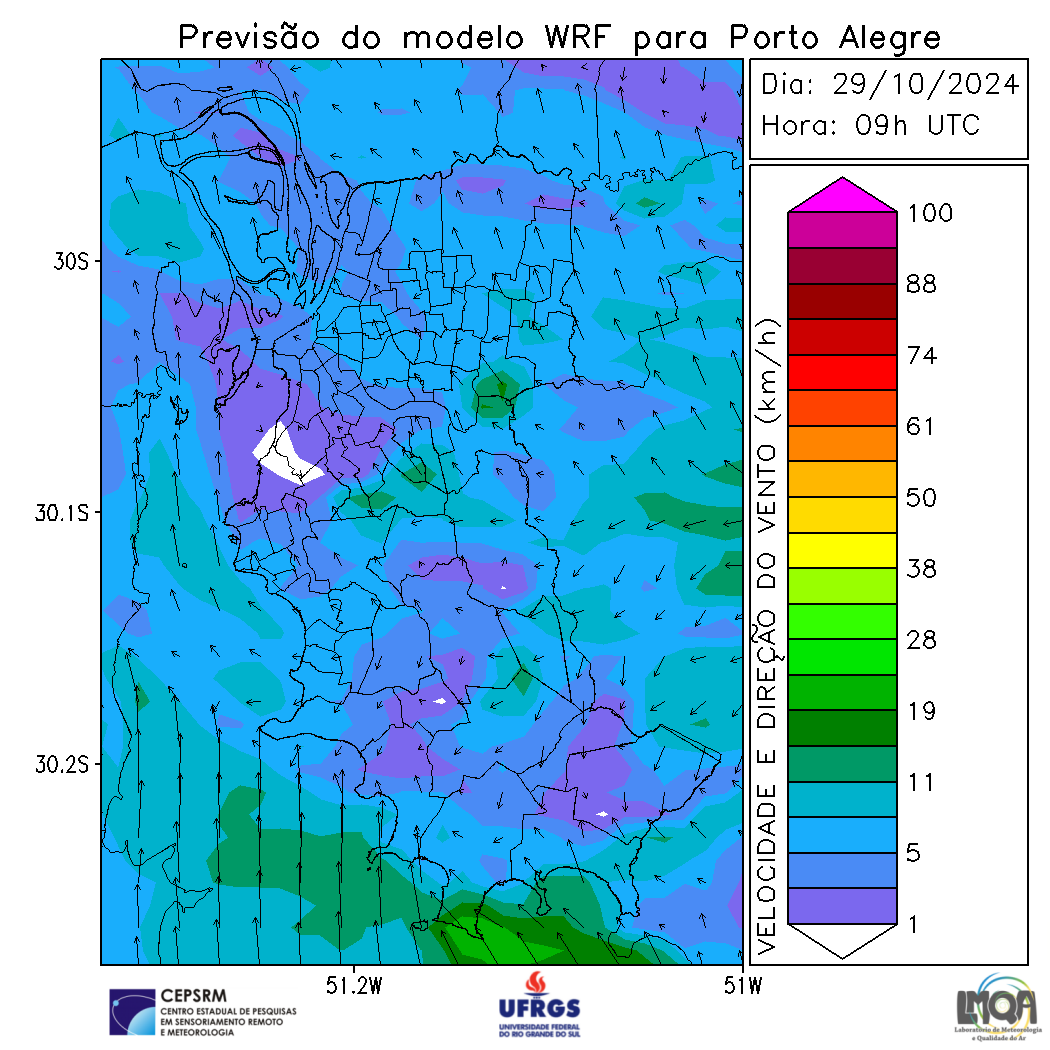 Previsão do modelo WRF para Porto Alegre
Dia: 29/10/2024
Hora: 09h UTC
30S
30.1S
30.2S
51.2W
51W
VELOCIDADE E DIREÇÃO DO VENTO (km/h)
100
88
74
61
50
38
28
19
11
5
1
CEPSRM
CENTRO ESTADUAL DE PESQUISAS
EM SENSORIAMENTO REMOTO
E METEOROLOGIA
UFRGS
UNIVERSIDADE FEDERAL
DO RIO GRANDE DO SUL
LMQA
Laboratório de Meteorologia
e Qualidade do Ar